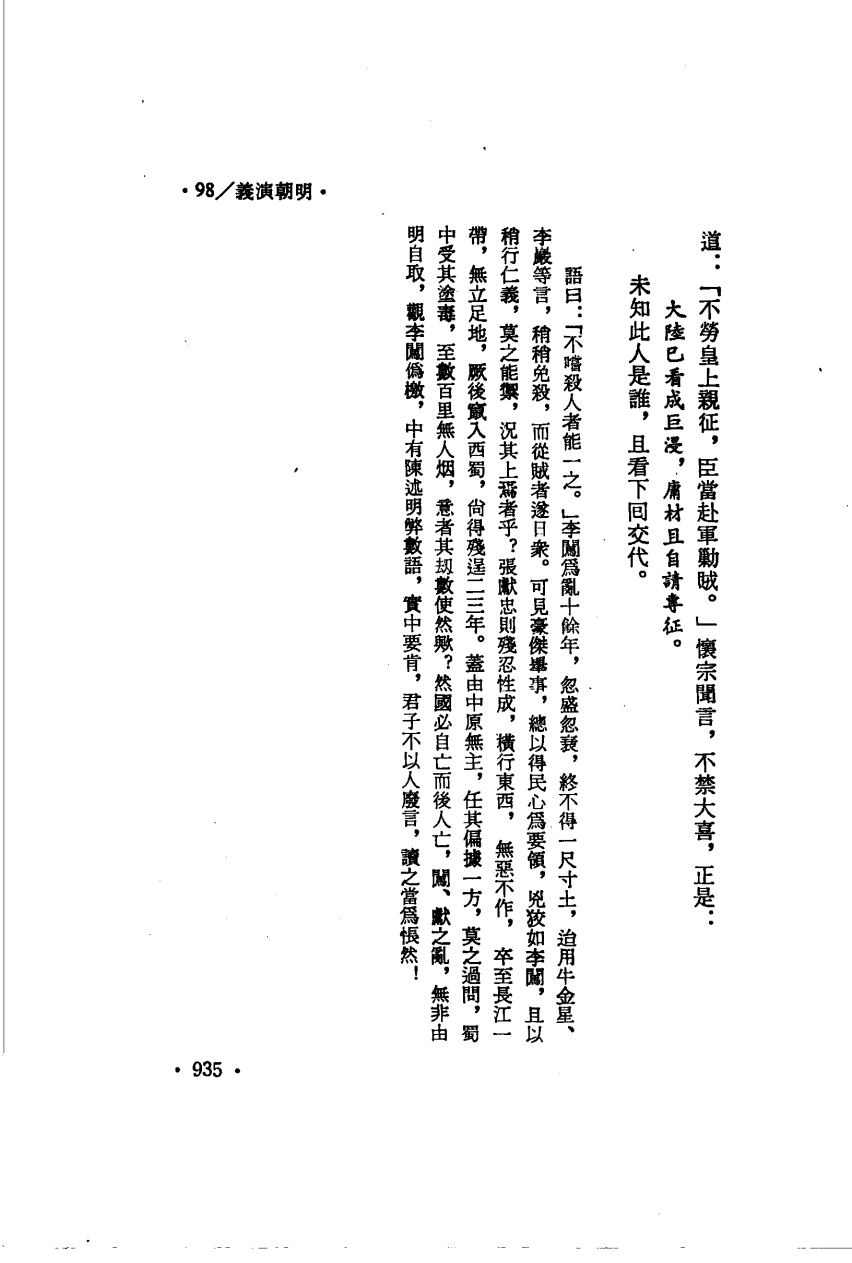 ·98／義演朝明·
道：「不勞皇上親征，臣當赴軍勦賊。」懷宗聞言，不禁大喜，正是：
大陸已看成巨浸，庸材且自請專征。
未知此人是誰，且看下回交代。
語曰：「不嗜殺人者能一之。」李闖爲亂十餘年，忽盛忽衰，終不得一尺寸土，迨用牛金星、
李巖等言，稍稍免殺，而從賊者遂日衆。可見豪傑舉事，總以得民心爲要領，兇狡如李闖，且以
稍行仁義，莫之能禦，況其上焉者乎？張獻忠則殘忍性成，橫行東西，無惡不作，卒至長江一
帶，無立足地，厥後竄入西蜀，尙得殘逞二三年。蓋由中原無主，任其偏據一方，莫之過問，蜀
中受其塗毒，至數百里無人烟，意者其刼數使然歟？然國必自亡而後人亡，闖、獻之亂，無非由
明自取，觀李闖僞檄，中有陳述明弊數語，實中要肯，君子不以人廢言，讀之當爲悵然！
·935·